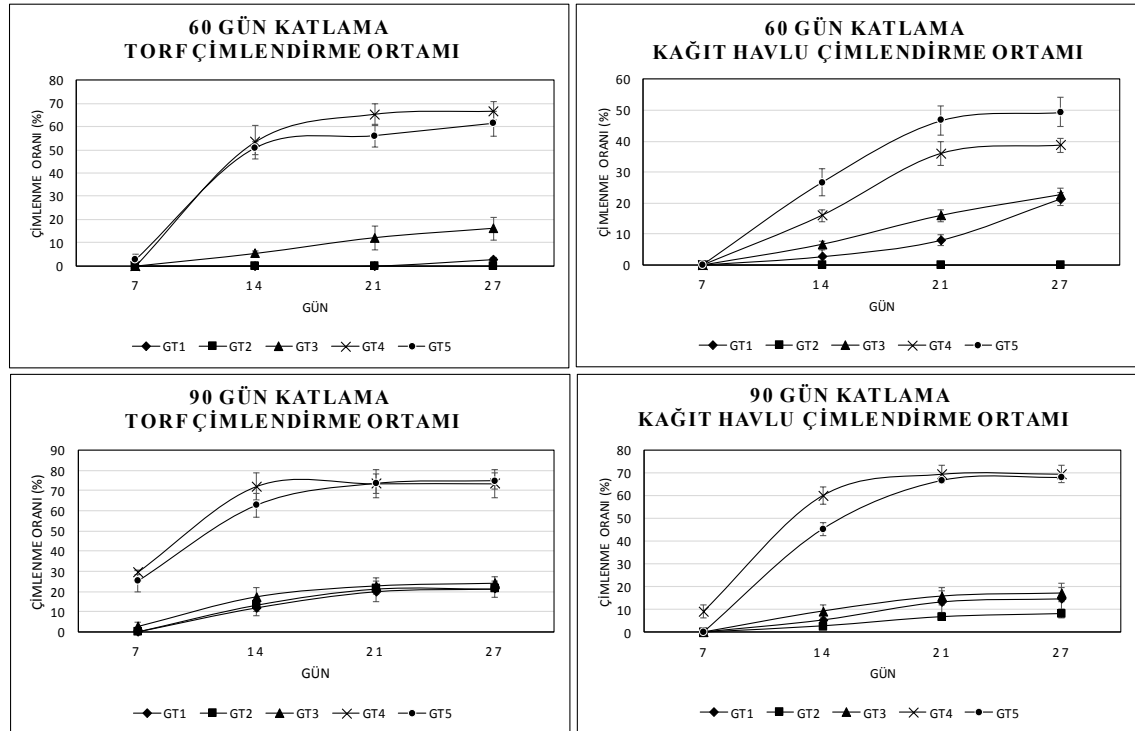 60 GÜN KATLAMA
TORF ÇİMLENDİRME ORTAMI
ÇİMLENME ORANI (%)
80
70
60
50
40
30
20
10
0
7 14 21 27
GÜN
GT1 GT2 GT3 GT4 GT5
60 GÜN KATLAMA
KAĞIT HAVLU ÇİMLENDİRME ORTAMI
ÇİMLENME ORANI (%)
60
50
40
30
20
10
0
7 14 21 27
GÜN
GT1 GT2 GT3 GT4 GT5
90 GÜN KATLAMA
TORF ÇİMLENDİRME ORTAMI
ÇİMLENME ORANI (%)
90
80
70
60
50
40
30
20
10
0
7 14 21 27
GÜN
GT1 GT2 GT3 GT4 GT5
90 GÜN KATLAMA
KAĞIT HAVLU ÇİMLENDİRME ORTAMI
ÇİMLENME ORANI (%)
80
70
60
50
40
30
20
10
0
7 14 21 27
GÜN
GT1 GT2 GT3 GT4 GT5